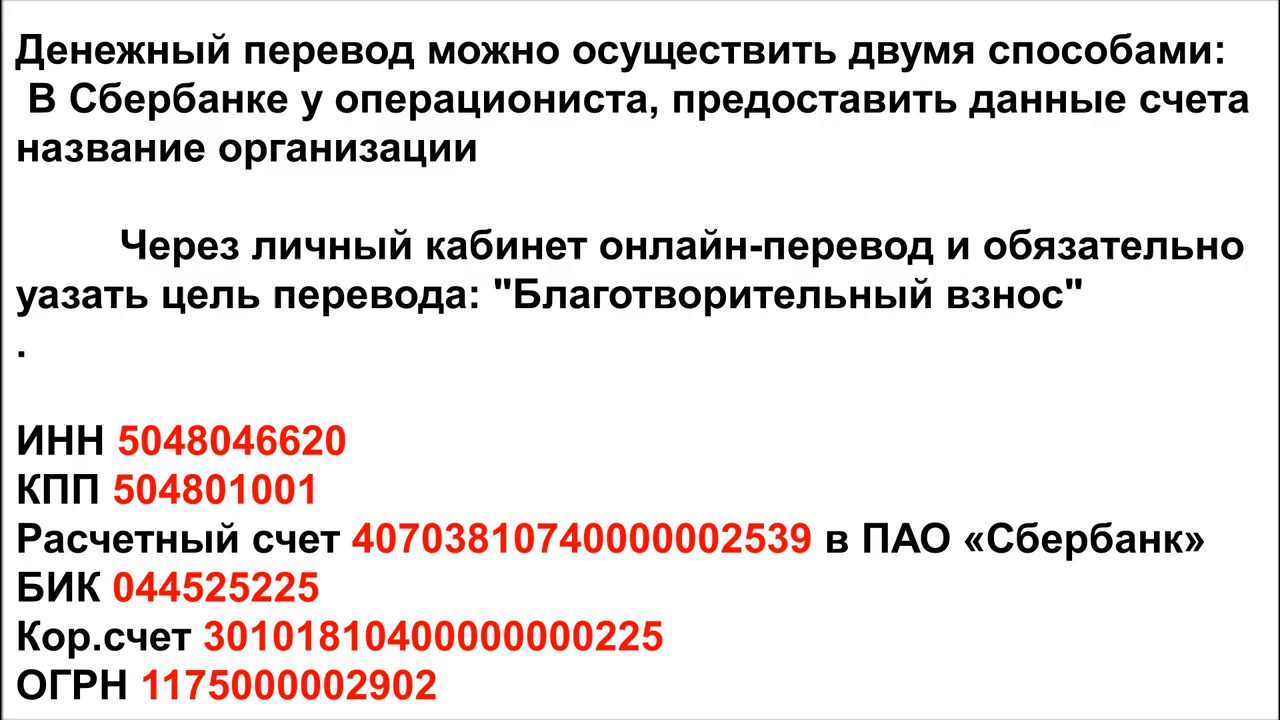 Денежный перевод можно осуществить двумя способами:
В Сбербанке у операциониста, предоставить данные счета
название организации
Через личный кабинет онлайн-перевод и обязательно
уазать цель перевода: "Благотворительный взнос"
.
ИНН 5048046620
КПП 504801001
Расчетный счет 40703810740000002539 в ПАО «Сбербанк»
БИК 044525225
Кор.счет 30101810400000000225
ОГРН 1175000002902